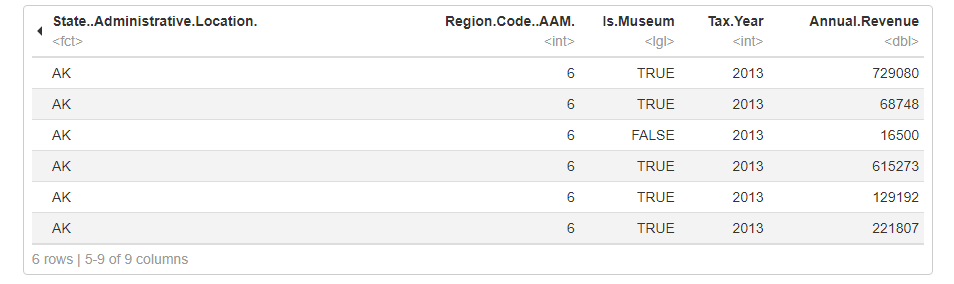 State..Administrative.Location. Region.Code..AAM. Is.Museum Tax.Year Annual.Revenue
<fct> <int> <lgl> <int> <dbl>
AK 6 TRUE 2013 729080
AK 6 TRUE 2013 68748
AK 6 FALSE 2013 16500
AK 6 TRUE 2013 615273
AK 6 TRUE 2013 129192
AK 6 TRUE 2013 221807
6 rows | 5-9 of 9 columns